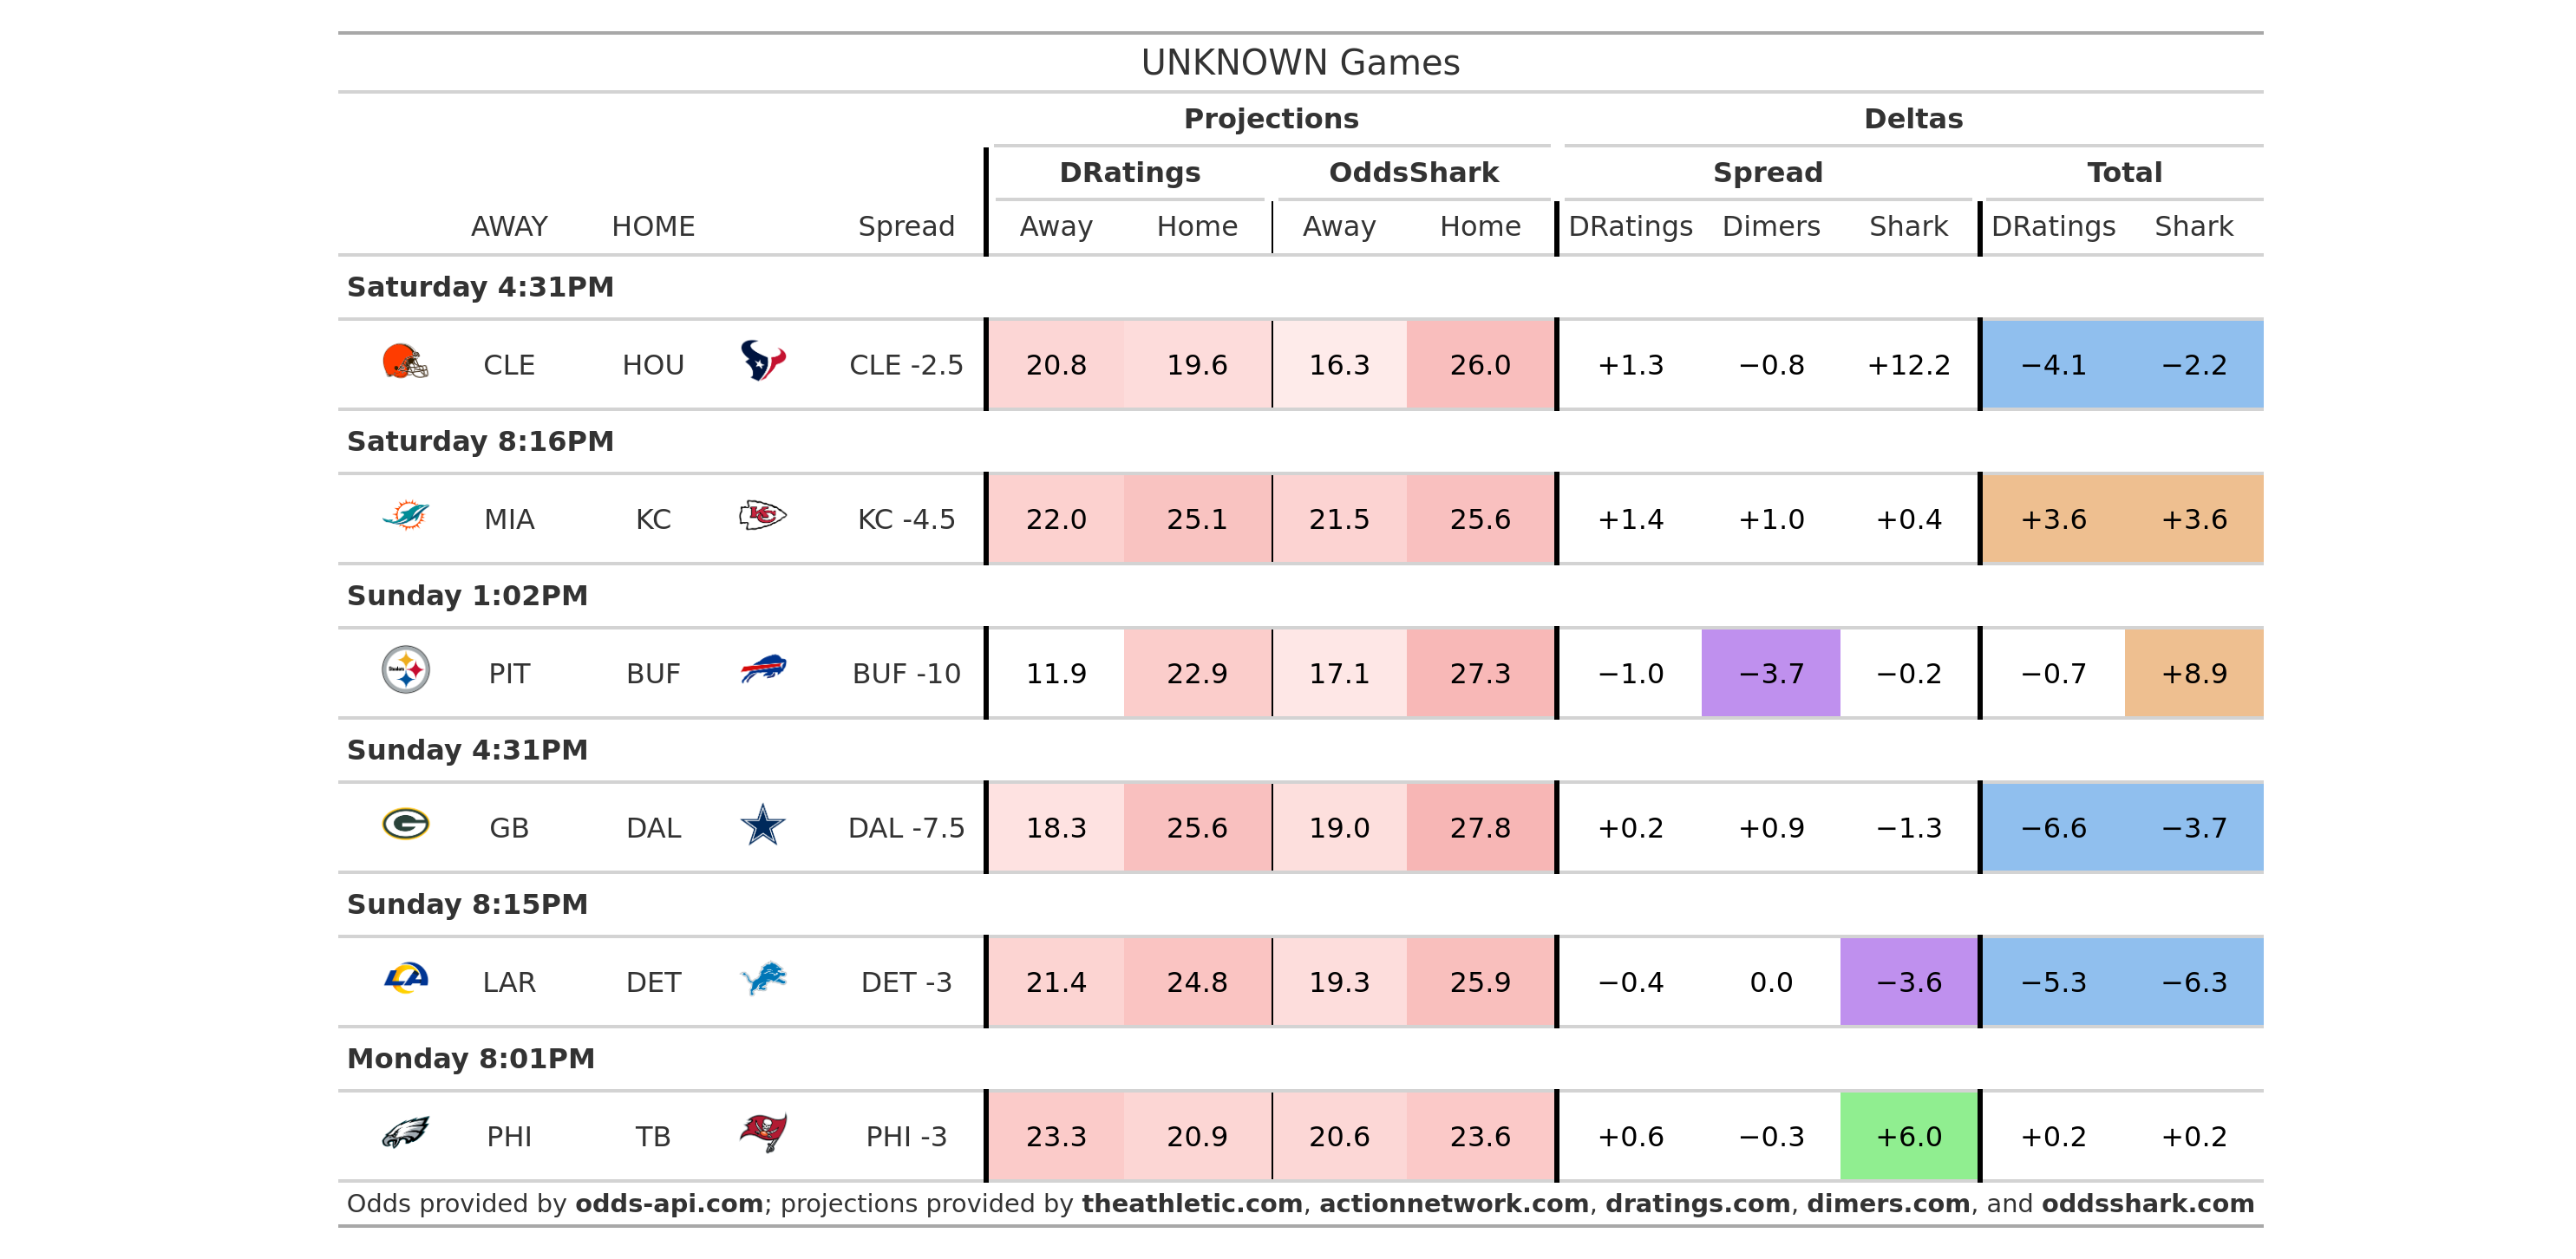 UNKNOWN Games
Projections Deltas
DRatings OddsShark Spread Total
AWAY HOME Spread Away Home Away Home DRatings Dimers Shark DRatings Shark
Saturday 4:31PM
CLE HOU CLE -2.5 20.8 19.6 16.3 26.0 +1.3 −0.8 +12.2 −4.1 −2.2
Saturday 8:16PM
MIA KC KC -4.5 22.0 25.1 21.5 25.6 +1.4 +1.0 +0.4 +3.6 +3.6
Sunday 1:02PM
PIT BUF BUF -10 11.9 22.9 17.1 27.3 −1.0 −3.7 −0.2 −0.7 +8.9
Sunday 4:31PM
GB DAL DAL -7.5 18.3 25.6 19.0 27.8 +0.2 +0.9 −1.3 −6.6 −3.7
Sunday 8:15PM
LAR DET DET -3 21.4 24.8 19.3 25.9 −0.4 0.0 −3.6 −5.3 −6.3
Monday 8:01PM
PHI TB PHI -3 23.3 20.9 20.6 23.6 +0.6 −0.3 +6.0 +0.2 +0.2
Odds provided by odds-api.com; projections provided by theathletic.com, actionnetwork.com, dratings.com, dimers.com, and oddsshark.com